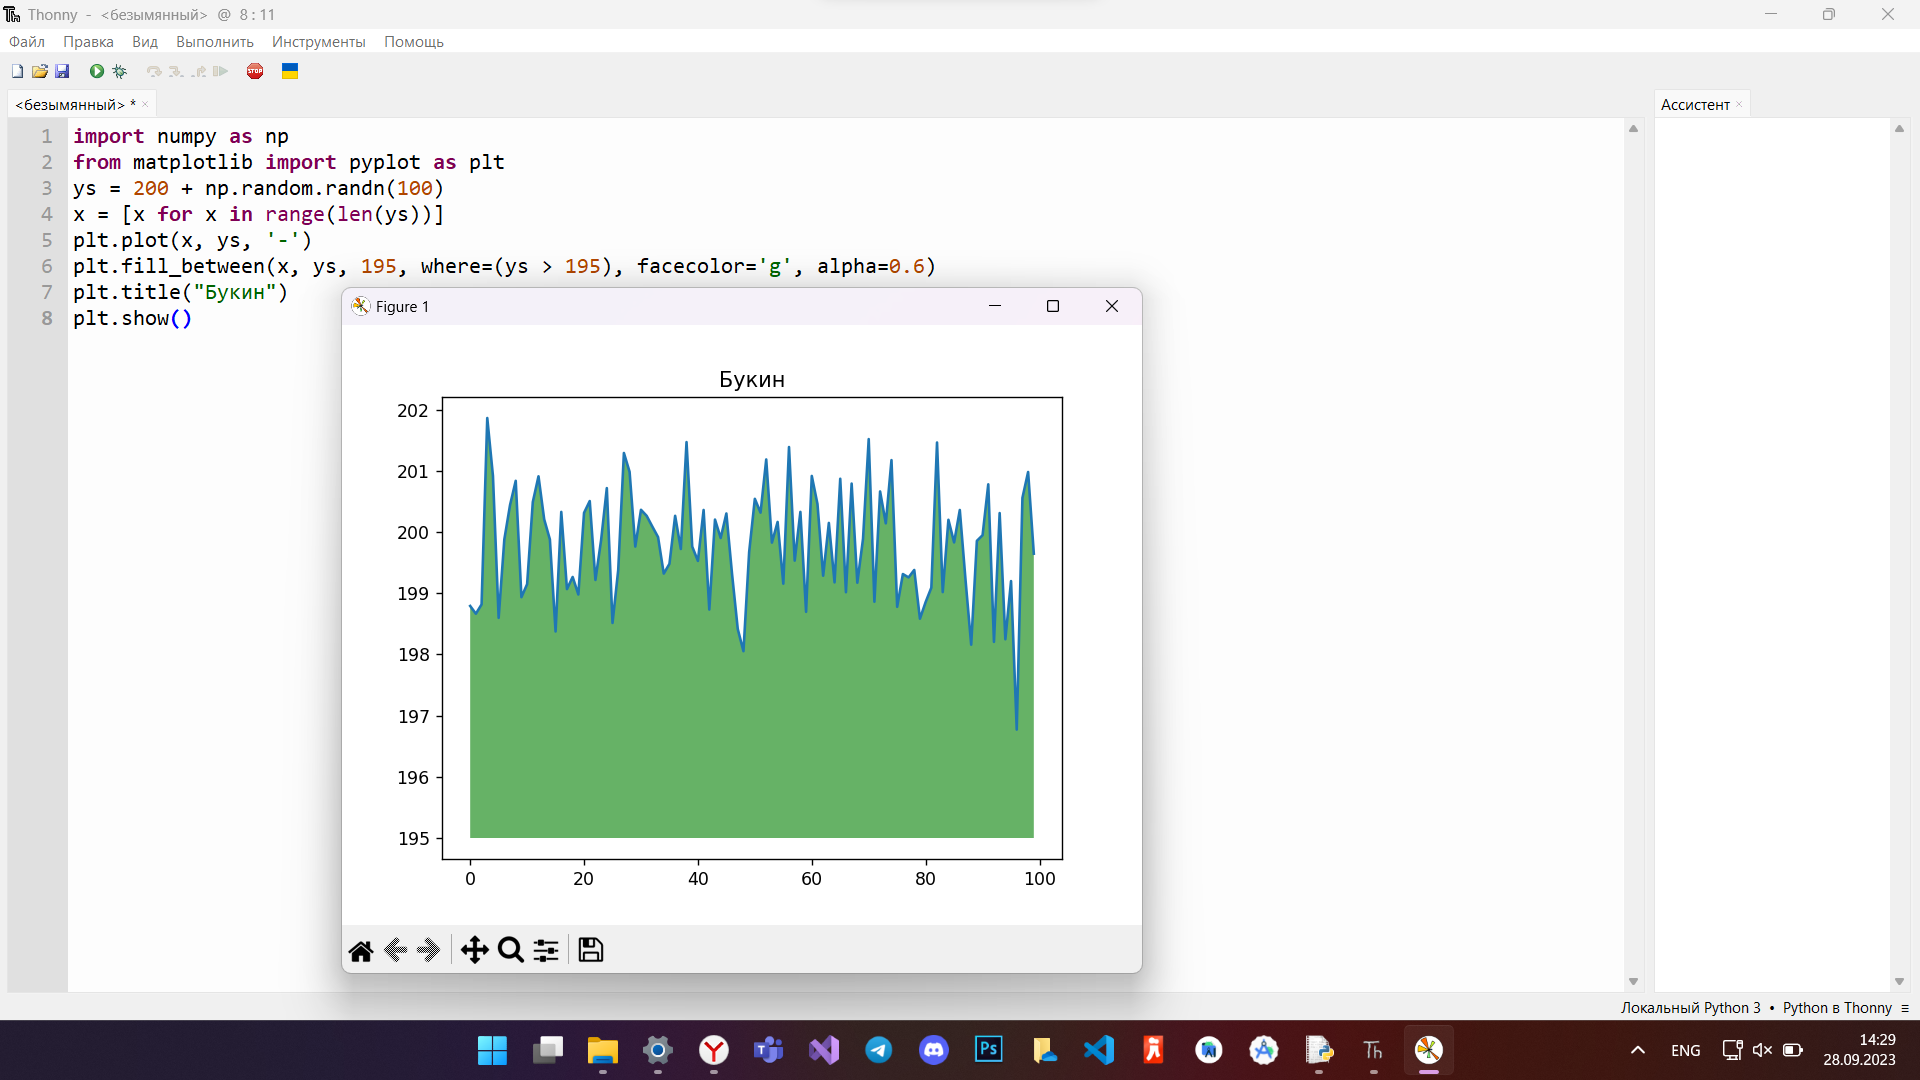 Thonny - <безымянный> @ 8 : 11
Файл Правка Вид Выполнить Инструменты Помощь
STOP
<безымянный> * ×
Ассистент ×
1 import numpy as np
2 from matplotlib import pyplot as plt
3 ys = 200 + np.random.randn(100)
4 x = [x for x in range(len(ys))]
5 plt.plot(x, ys, '-')
6 plt.fill_between(x, ys, 195, where=(ys > 195), facecolor='g', alpha=0.6)
7 plt.title("Букин")
8 plt.show()
Figure 1
Букин
202
201
200
199
198
197
196
195
0 20 40 60 80 100
Локальный Python 3 • Python в Thonny ≡
Ps
Th
ENG
14:29
28.09.2023